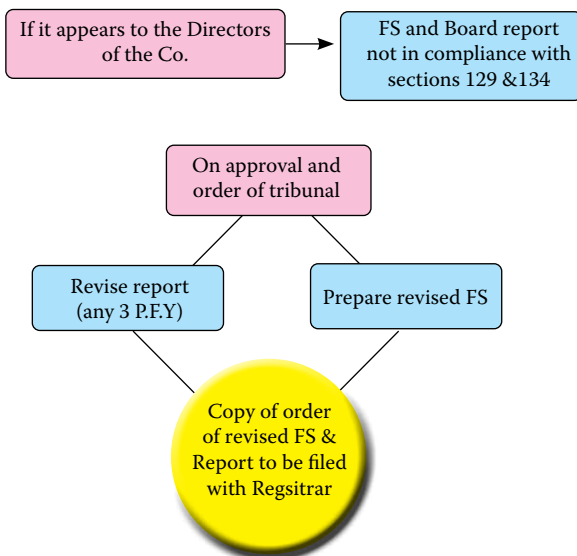 If it appears to the Directors
of the Co.
FS and Board report
not in compliance with
sections 129 &134
On approval and
order of tribunal
Revise report
(any 3 P.F.Y)
Prepare revised FS
Copy of order
of revised FS &
Report to be filed
with Regsitrar